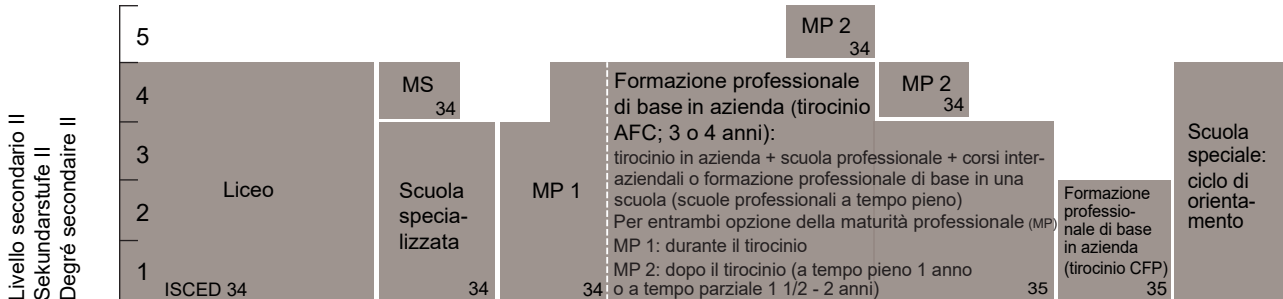 Livello secondario II
Sekundarstufe II
Degré secondaire II
5
4
3
2
1
Liceo
ISCED 34
MS
34
Scuola
specia-
lizzata
34
MP 1
34
MP 2
34
Formazione professionale
di base in azienda (tirocinio
AFC; 3 o 4 anni):
tirocinio in azienda + scuola professionale + corsi inter-
aziendali o formazione professionale di base in una
scuola (scuole professionali a tempo pieno)
Per entrambi opzione della maturità professionale (MP)
MP 1: durante il tirocinio
MP 2: dopo il tirocinio (a tempo pieno 1 anno
o a tempo parziale 1 1/2 - 2 anni)
35
MP 2
34
Formazione
professio-
nale di base
in azienda
(tirocinio CFP)
35
Scuola
speciale:
ciclo di
orienta-
mento